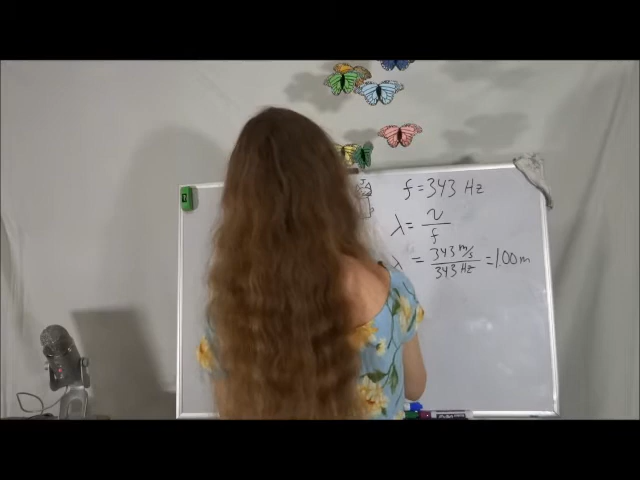 f = 343 Hz
λ = v/f
λ = 343 m/s / 343 Hz = 1.00 m